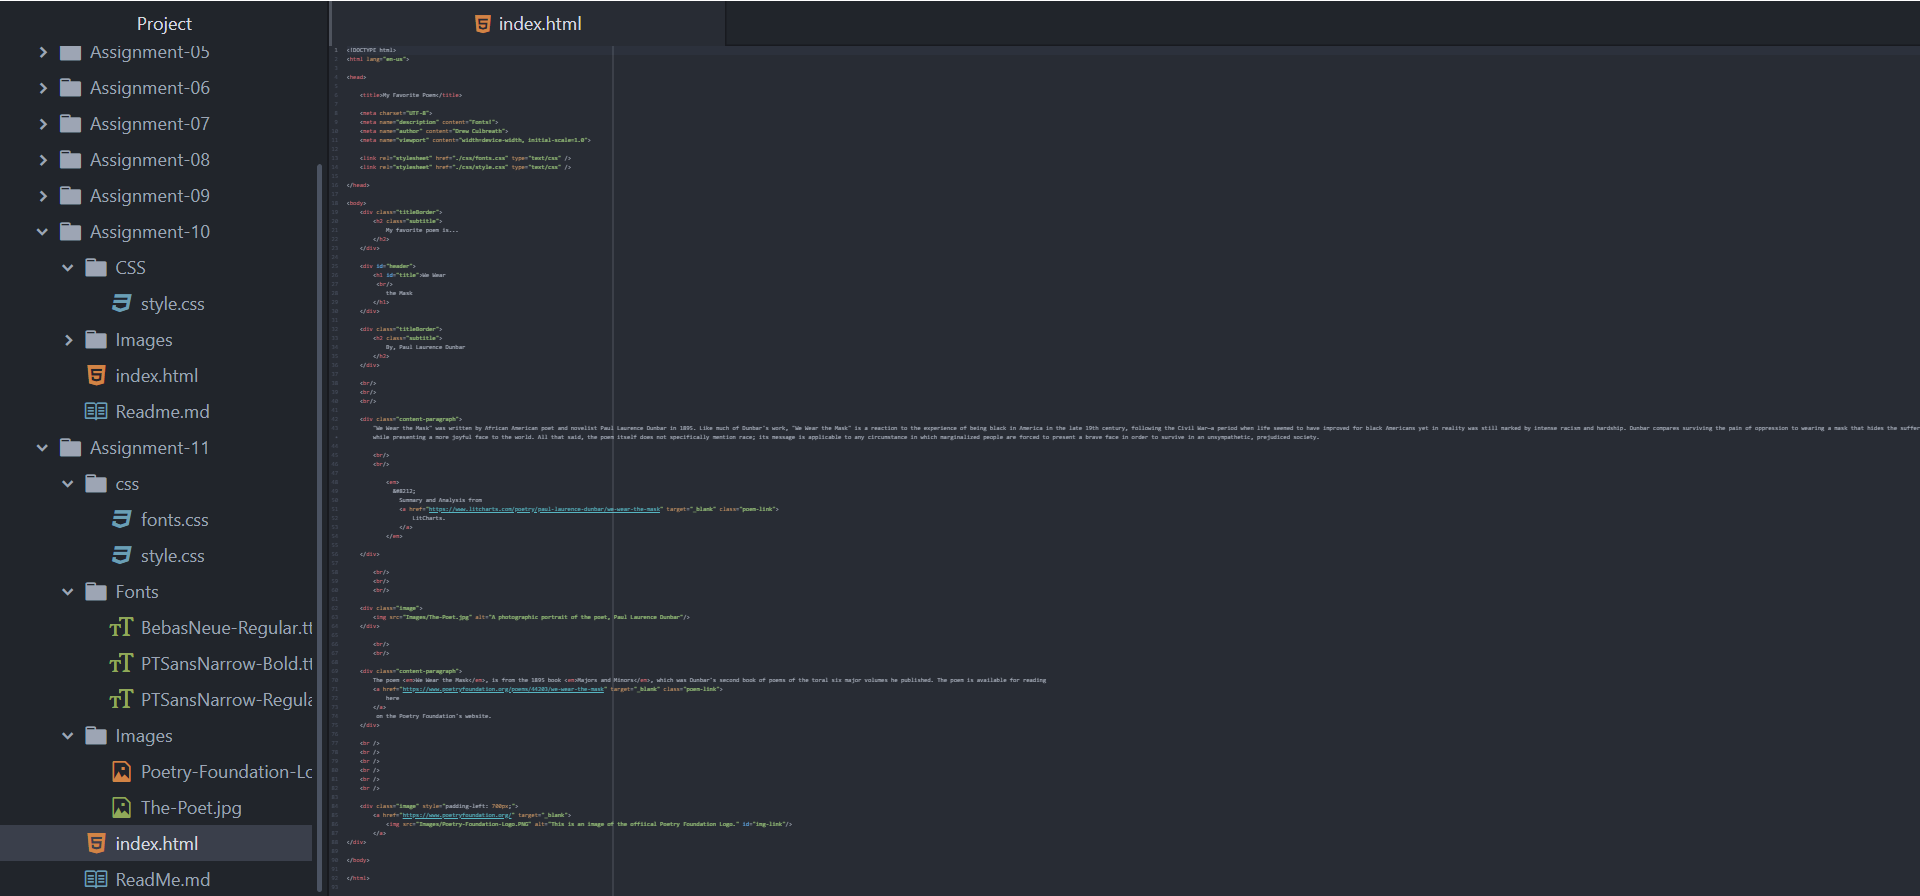 Project
Assignment-05
Assignment-06
Assignment-07
Assignment-08
Assignment-09
Assignment-10
CSS
style.css
Images
index.html
Readme.md
Assignment-11
css
fonts.css
style.css
Fonts
BebasNeue-Regular.tt
PTSansNarrow-Bold.tt
PTSansNarrow-Regula
Images
Poetry-Foundation-Lo
The-Poet.jpg
index.html
ReadMe.md
index.html
<!DOCTYPE html>
<html lang="en-us">
<head>
<title>My Favorite Poem</title>
<meta charset="UTF-8">
<meta name="description" content="Fonts!">
<meta name="author" content="Drew Culbreath">
<meta name="viewport" content="width=device-width, initial-scale=1.0">
<link rel="stylesheet" href="./css/fonts.css" type="text/css" />
<link rel="stylesheet" href="./css/style.css" type="text/css" />
</head>
<body>
<div class="titleBorder">
<h2 class="subtitle">
My favorite poem is...
</h2>
</div>
<div id="header">
<h1 id="title">We Wear
<br/>
the Mask
</h1>
</div>
<div class="titleBorder">
<h2 class="subtitle">
By, Paul Laurence Dunbar
</h2>
</div>
<br/>
<br/>
<br/>
<div class="content-paragraph">
"We Wear the Mask" was written by African American poet and novelist Paul Laurence Dunbar in 1895. Like much of Dunbar's work, "We Wear the Mask" is a reaction to the experience of being black in America in the late 19th century, following the Civil War—a period when life seemed to have improved for black Americans yet in reality was still marked by intense racism and hardship. Dunbar compares surviving the pain of oppression to wearing a mask that hides the suffer
while presenting a more joyful face to the world. All that said, the poem itself does not specifically mention race; its message is applicable to any circumstance in which marginalized people are forced to present a brave face in order to survive in an unsympathetic, prejudiced society.
<br/>
<br/>
<em>
&#8212;
Summary and Analysis from
<a href="https://www.litcharts.com/poetry/paul-laurence-dunbar/we-wear-the-mask" target="_blank" class="poem-link">
LitCharts.
</a>
</em>
</div>
<br/>
<br/>
<br/>
<div class="image">
<img src="Images/The-Poet.jpg" alt="A photographic portrait of the poet, Paul Laurence Dunbar"/>
</div>
<br/>
<br/>
<div class="content-paragraph">
The poem <em>We Wear the Mask</em>, is from the 1895 book <em>Majors and Minors</em>, which was Dunbar's second book of poems of the toral six major volumes he published. The poem is available for reading
<a href="https://www.poetryfoundation.org/poems/44203/we-wear-the-mask" target="_blank" class="poem-link">
here
</a>
on the Poetry Foundation's website.
</div>
<br />
<br />
<br />
<br />
<br />
<br />
<div class="image" style="padding-left: 700px;">
<a href="https://www.poetryfoundation.org/" target="_blank">
<img src="Images/Poetry-Foundation-Logo.PNG" alt="This is an image of the offiical Poetry Foundation Logo." id="img-link"/>
</a>
</div>
</body>
</html>